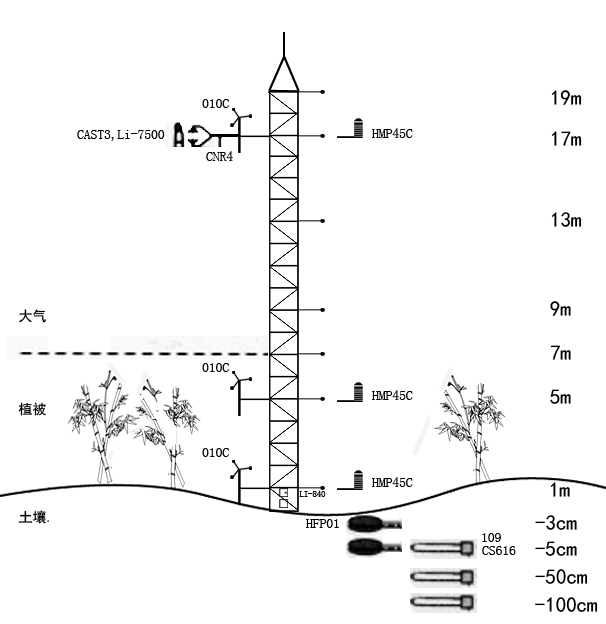 19m
010C
CAST3,Li-7500
HMP45C
17m
CNR4
13m
9m
大气
7m
010C
HMP45C
5m
植被
010C
HMP45C
LI-840
1m
土壤.
HFP01
-3cm
109
CS616
-5cm
-50cm
-100cm